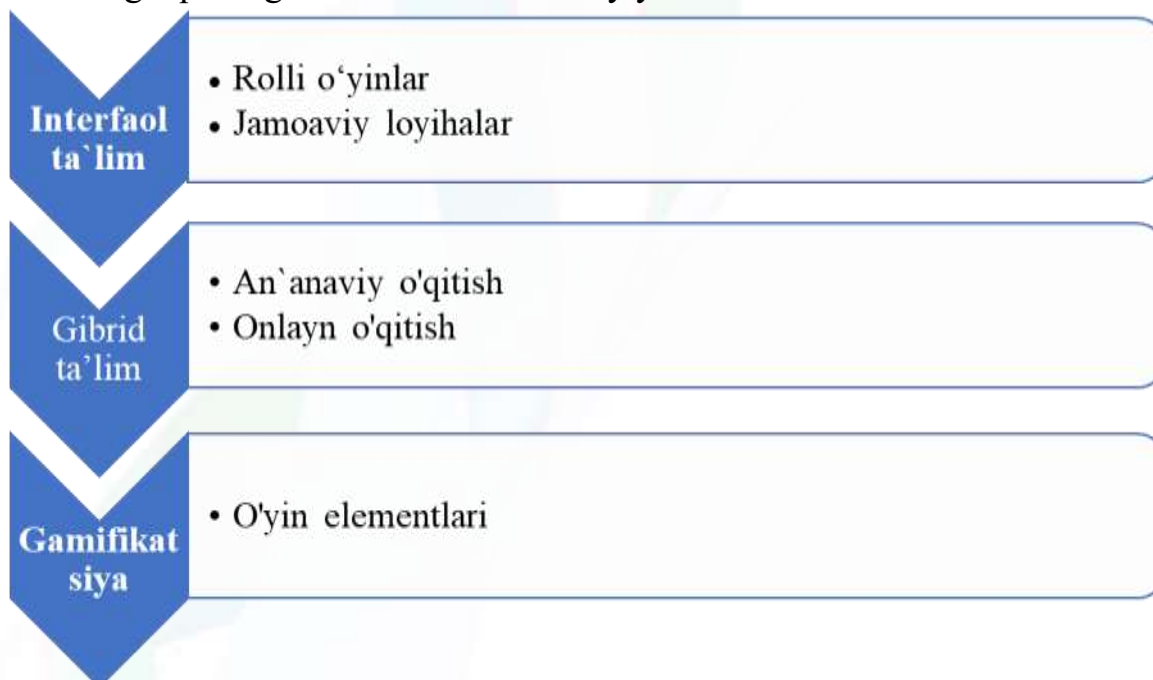 Interfaol
ta`lim
• Rolli o‘yinlar
• Jamoaviy loyihalar
Gibrid
ta’lim
• An`anaviy o'qitish
• Onlayn o'qitish
Gamifikat
siya
• O'yin elementlari